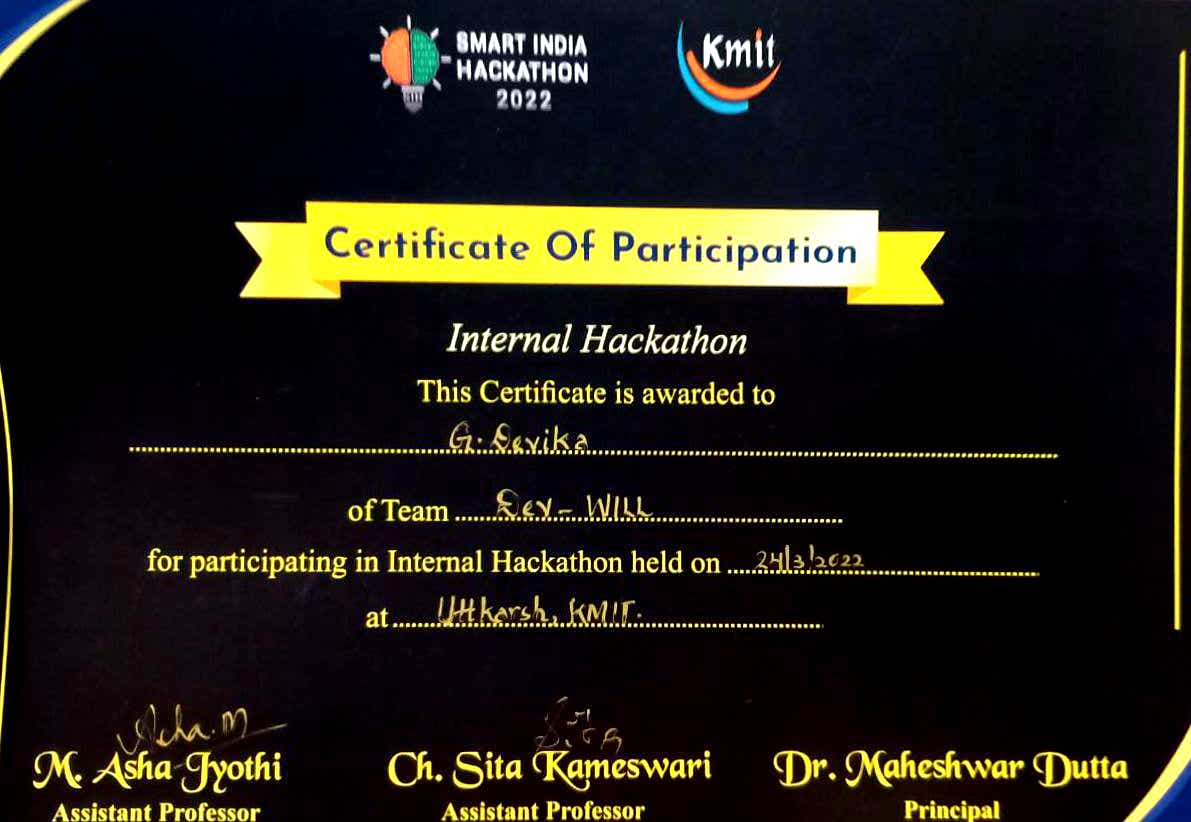 SMART INDIA
HACKATHON
2022
Kmit
Certificate Of Participation
Internal Hackathon
This Certificate is awarded to
G. Devika
of Team Dev-WILL
for participating in Internal Hackathon held on 24/3/2022
at Uttkarsh, KMIT.
Asha.M
M. Asha Jyothi
Ch. Sita Kameswari
Dr. Maheshwar Dutta
Assistant Professor
Assistant Professor
Principal